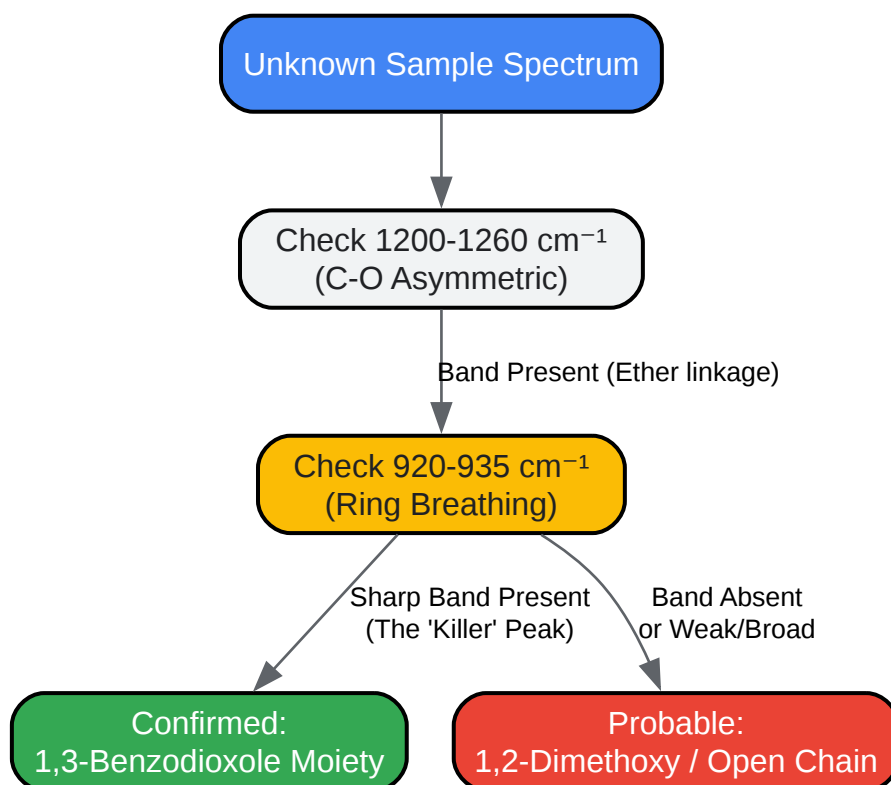 Unknown Sample Spectrum
Check 1200-1260 cm⁻¹
(C-O Asymmetric)
Band Present (Ether linkage)
Check 920-935 cm⁻¹
(Ring Breathing)
Sharp Band Present
(The 'Killer' Peak)
Band Absent
or Weak/Broad
Confirmed:
1,3-Benzodioxole Moiety
Probable:
1,2-Dimethoxy / Open Chain